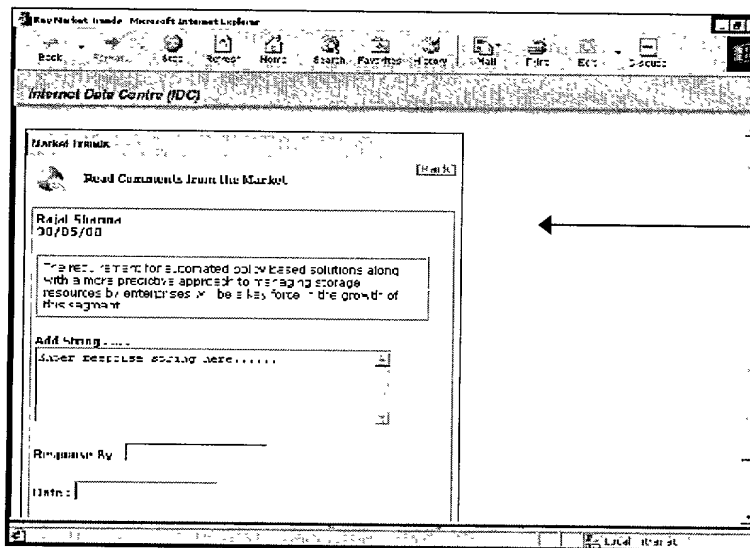 Key Market Trends - Microsoft Internet Explorer
Back Forward Stop Refresh Home Search Favorites History Mail Print Edit Discuss
Internet Data Centre (IDC)
Market Trends
[Back]
Read Comments from the Market
Rajat Sharma
30/05/00
The requirement for automated policy based solutions along
with a more predictive approach to managing storage
resources by enterprises will be a key force in the growth of
this segment
Add String .....
Enter response string here......
Response By
Date :
Local intranet